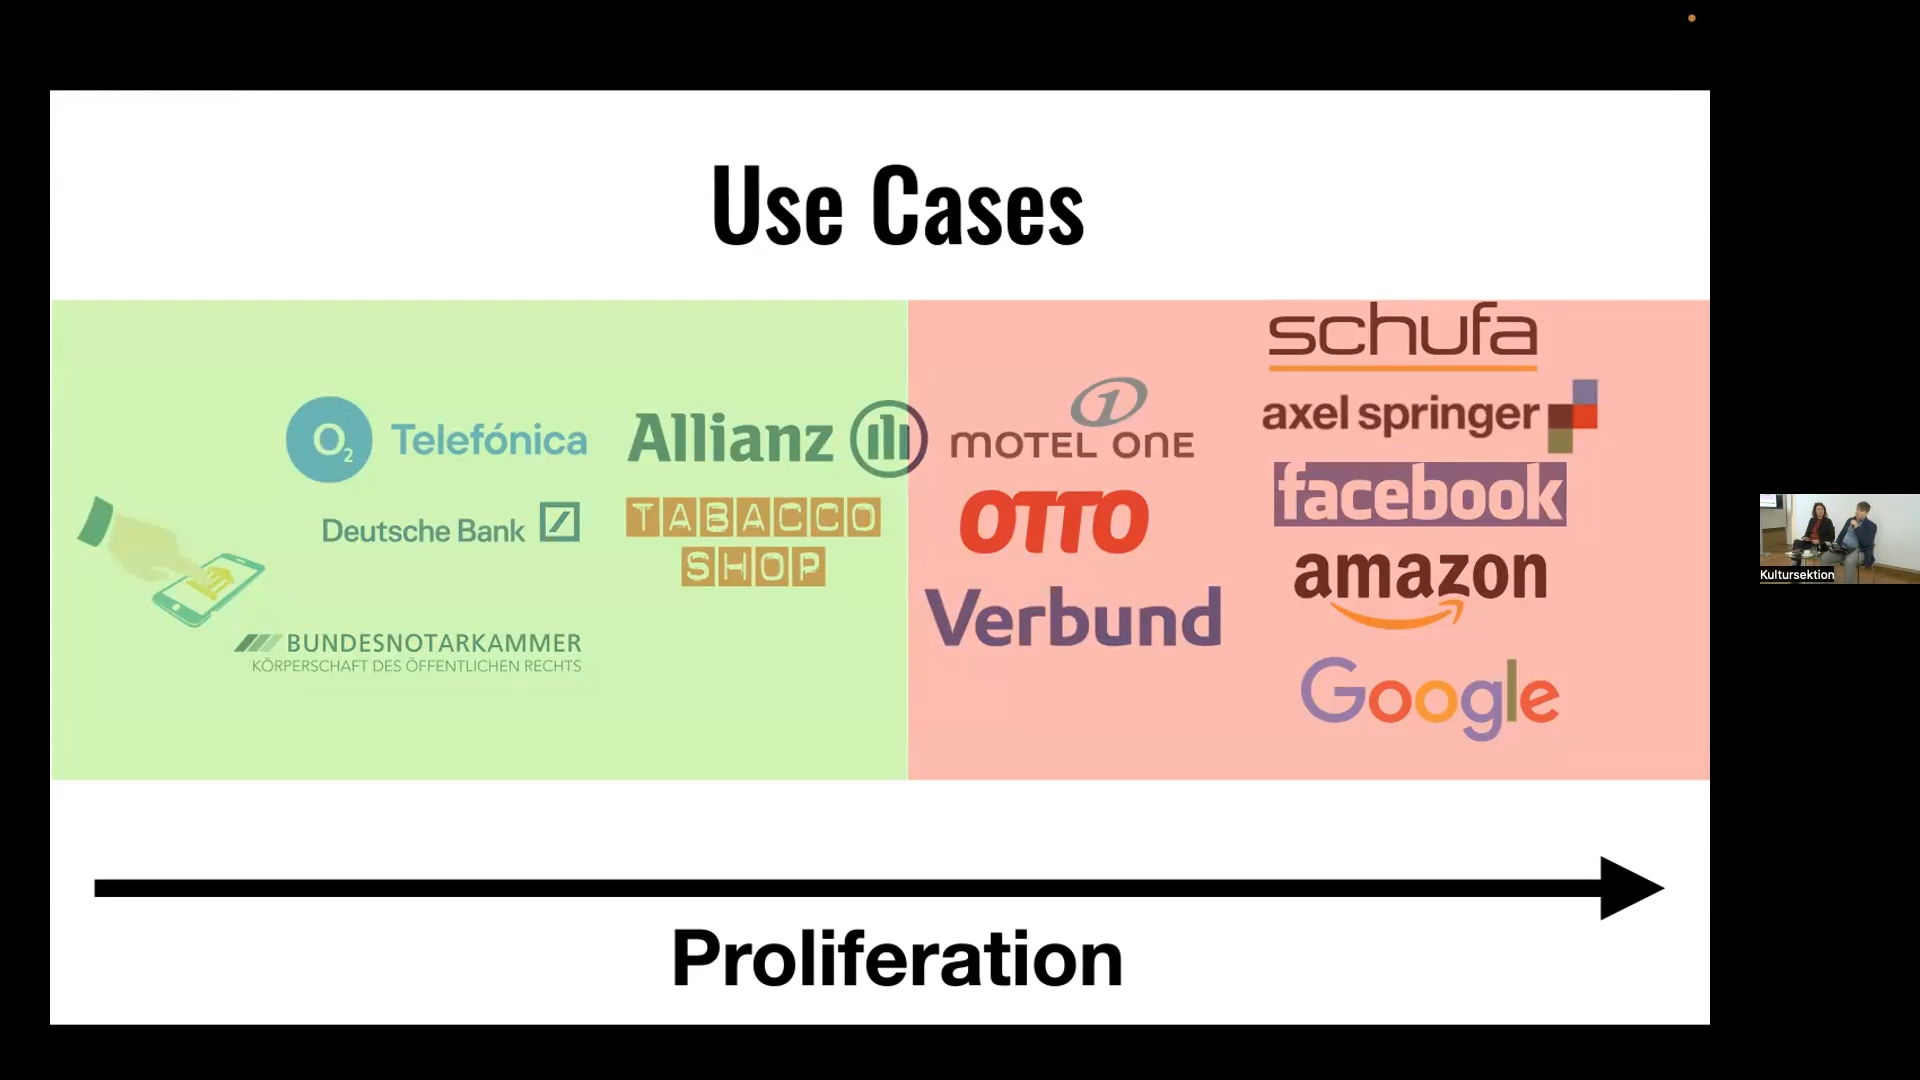 Use Cases
O2 Telefónica
Deutsche Bank
BUNDESNOTARKAMMER
KÖRPERSCHAFT DES ÖFFENTLICHEN RECHTS
Allianz
TABACCO
SHOP
MOTEL ONE
OTTO
Verbund
schufa
axel springer
facebook
amazon
Google
Proliferation
Kultursektion